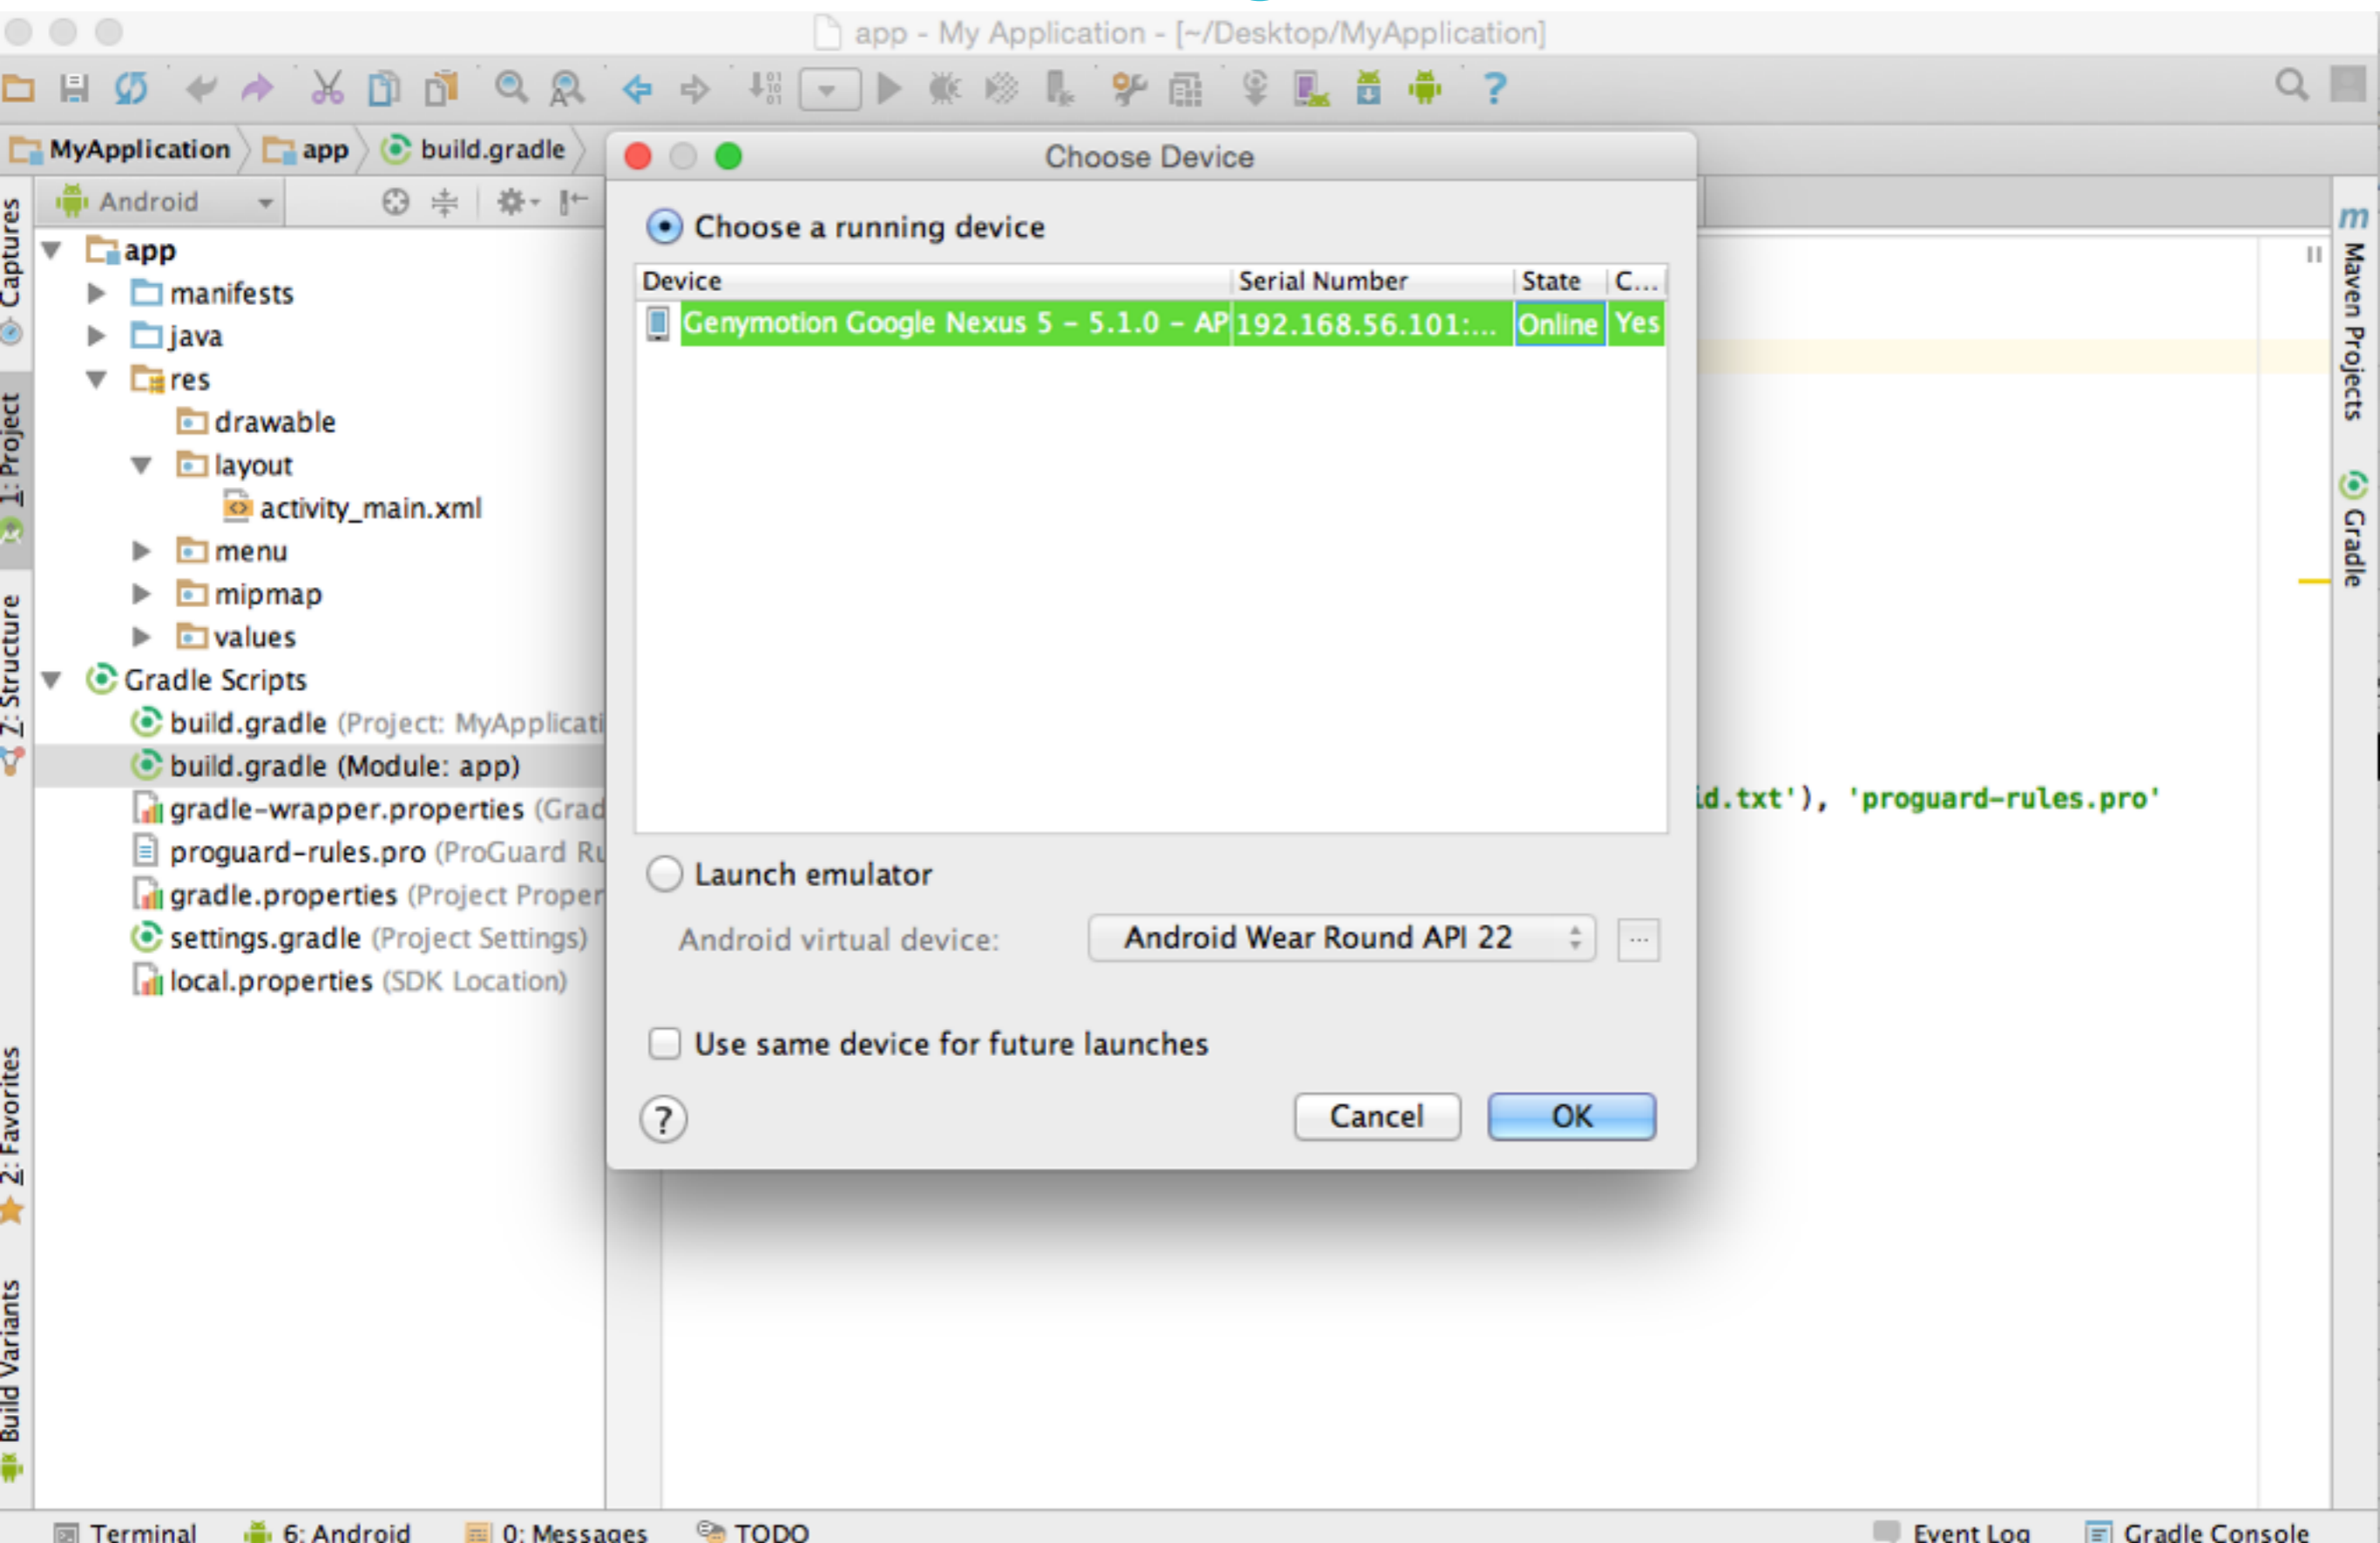 app - My Application - [~/Desktop/MyApplication]
MyApplication app build.gradle
Choose Device
Android
Captures
1: Project
7: Structure
2: Favorites
Build Variants
app
manifests
java
res
drawable
layout
activity_main.xml
menu
mipmap
values
Gradle Scripts
build.gradle (Project: MyApplicati
build.gradle (Module: app)
gradle-wrapper.properties (Grad
proguard-rules.pro (ProGuard Ru
gradle.properties (Project Proper
settings.gradle (Project Settings)
local.properties (SDK Location)
Choose a running device
Device Serial Number State C...
Genymotion Google Nexus 5 - 5.1.0 - AP 192.168.56.101:... Online Yes
Launch emulator
Android virtual device: Android Wear Round API 22 ...
Use same device for future launches
? Cancel OK
id.txt'), 'proguard-rules.pro'
m Maven Projects
Gradle
Terminal 6: Android 0: Messages TODO Event Log Gradle Console